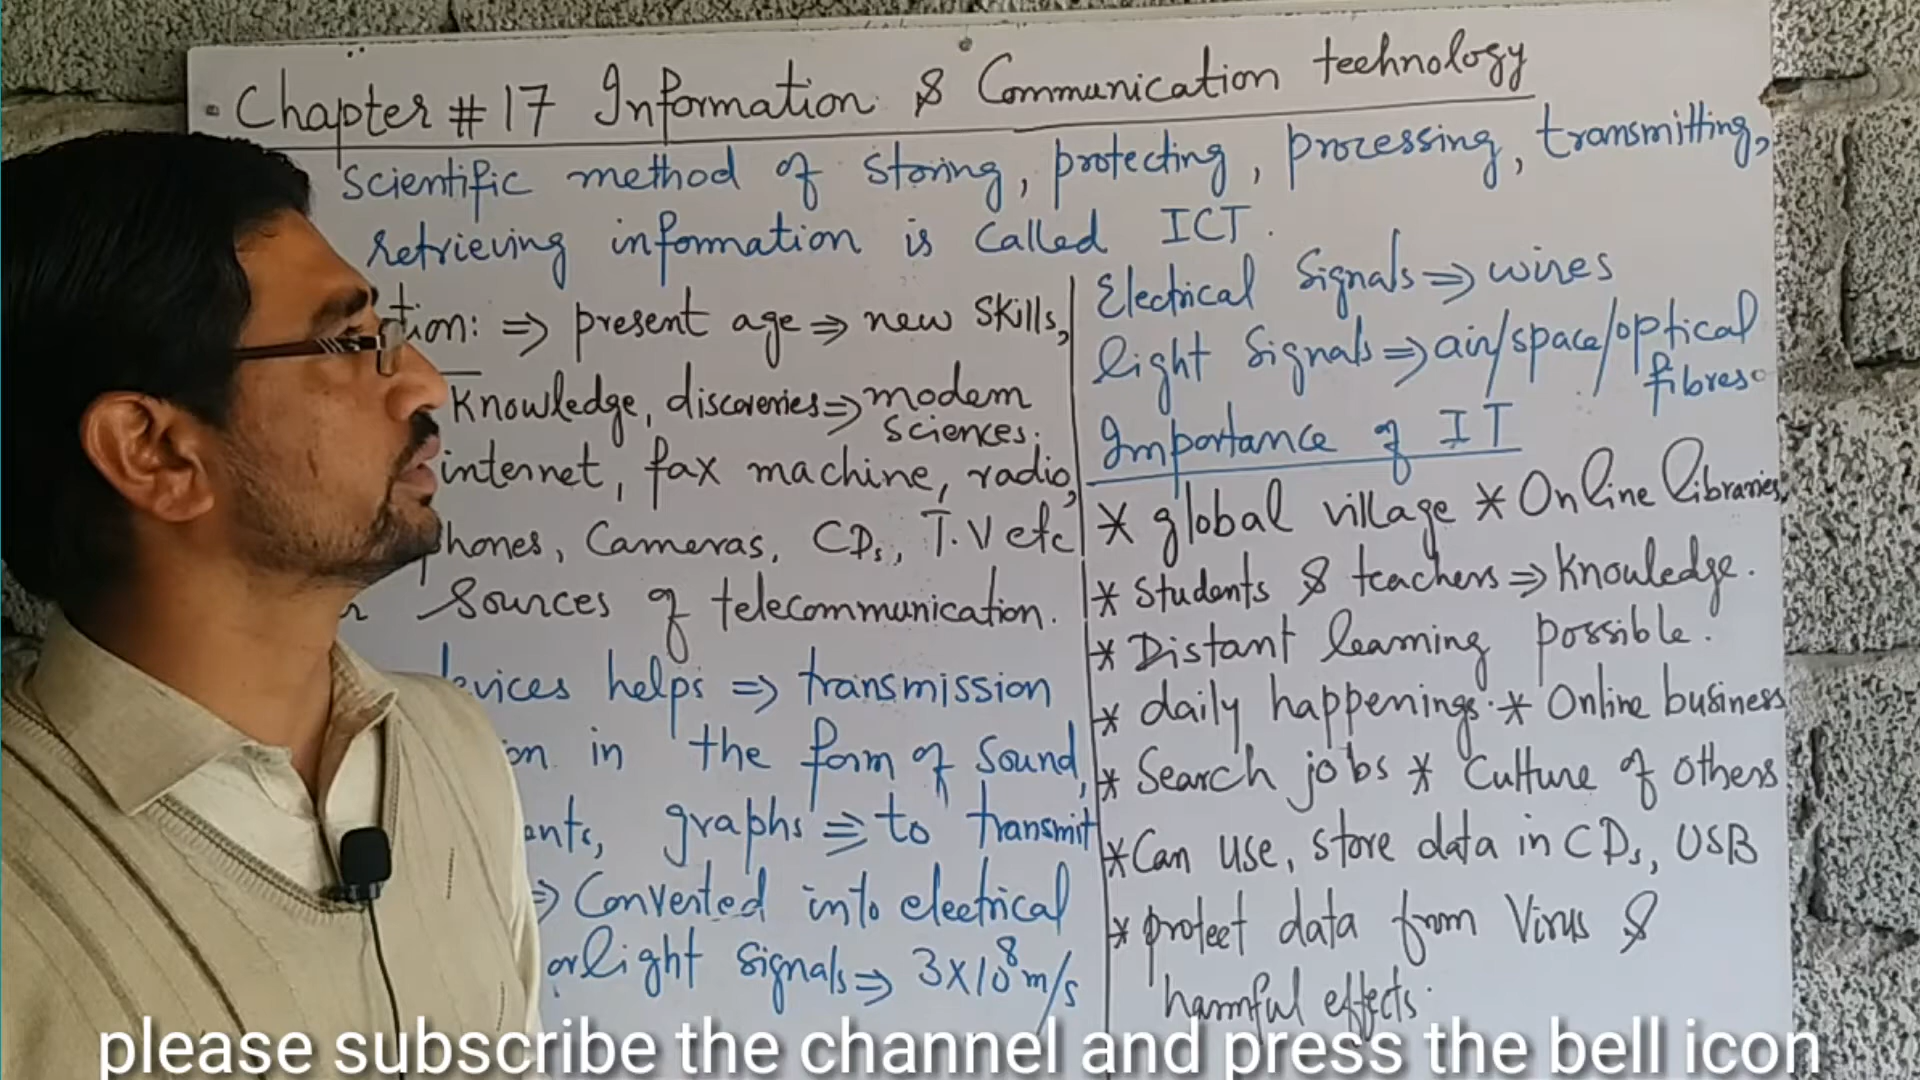 Chapter # 17 Information & Communication technology
Scientific method of storing, protecting, processing, transmitting,
retrieving information is called ICT.
tion: ⇒ present age ⇒ new skills,
Knowledge, discoveries ⇒ modern
sciences.
internet, fax machine, radio,
phones, Cameras, CDs, T.V etc
sources of telecommunication.
devices helps ⇒ transmission
on in the form of sound,
ents, graphs ⇒ to transmit
⇒ Converted into electrical
or light signals ⇒ 3x10⁸ m/s
Electrical Signals ⇒ wires
light signals ⇒ air/space/optical
fibres.
Importance of IT
* global village * Online libraries
* Students & teachers ⇒ Knowledge.
* Distant learning possible.
* daily happenings. * Online business
* Search jobs * Culture of others
* Can use, store data in CDs, USB
* protect data from Virus &
harmful effects.
please subscribe the channel and press the bell icon